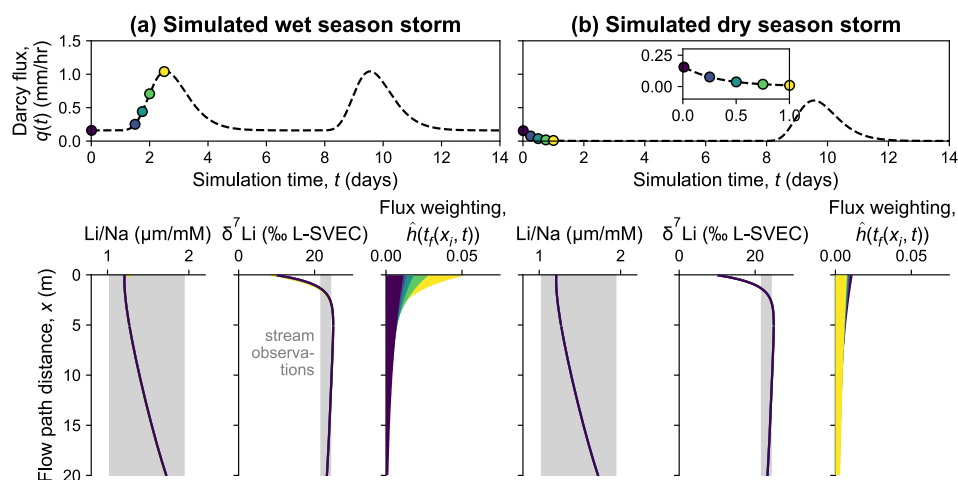 (a) Simulated wet season storm
(b) Simulated dry season storm
Darcy flux,
q(t) (mm/hr)
1.5
1.0
0.5
0.0
0 2 4 6 8 10 12 14
Simulation time, t (days)
0.25
0.00
0.0 0.5 1.0
0 2 4 6 8 10 12 14
Simulation time, t (days)
Li/Na (μm/mM)
1 2
δ⁷Li (‰ L-SVEC)
0 20
Flux weighting,
ĥ(t_f(x_i, t))
0.00 0.05
Li/Na (μm/mM)
1 2
δ⁷Li (‰ L-SVEC)
0 20
Flux weighting,
ĥ(t_f(x_i, t))
0.00 0.05
Flow path distance, x (m)
0
5
10
15
20
stream
observa-
tions